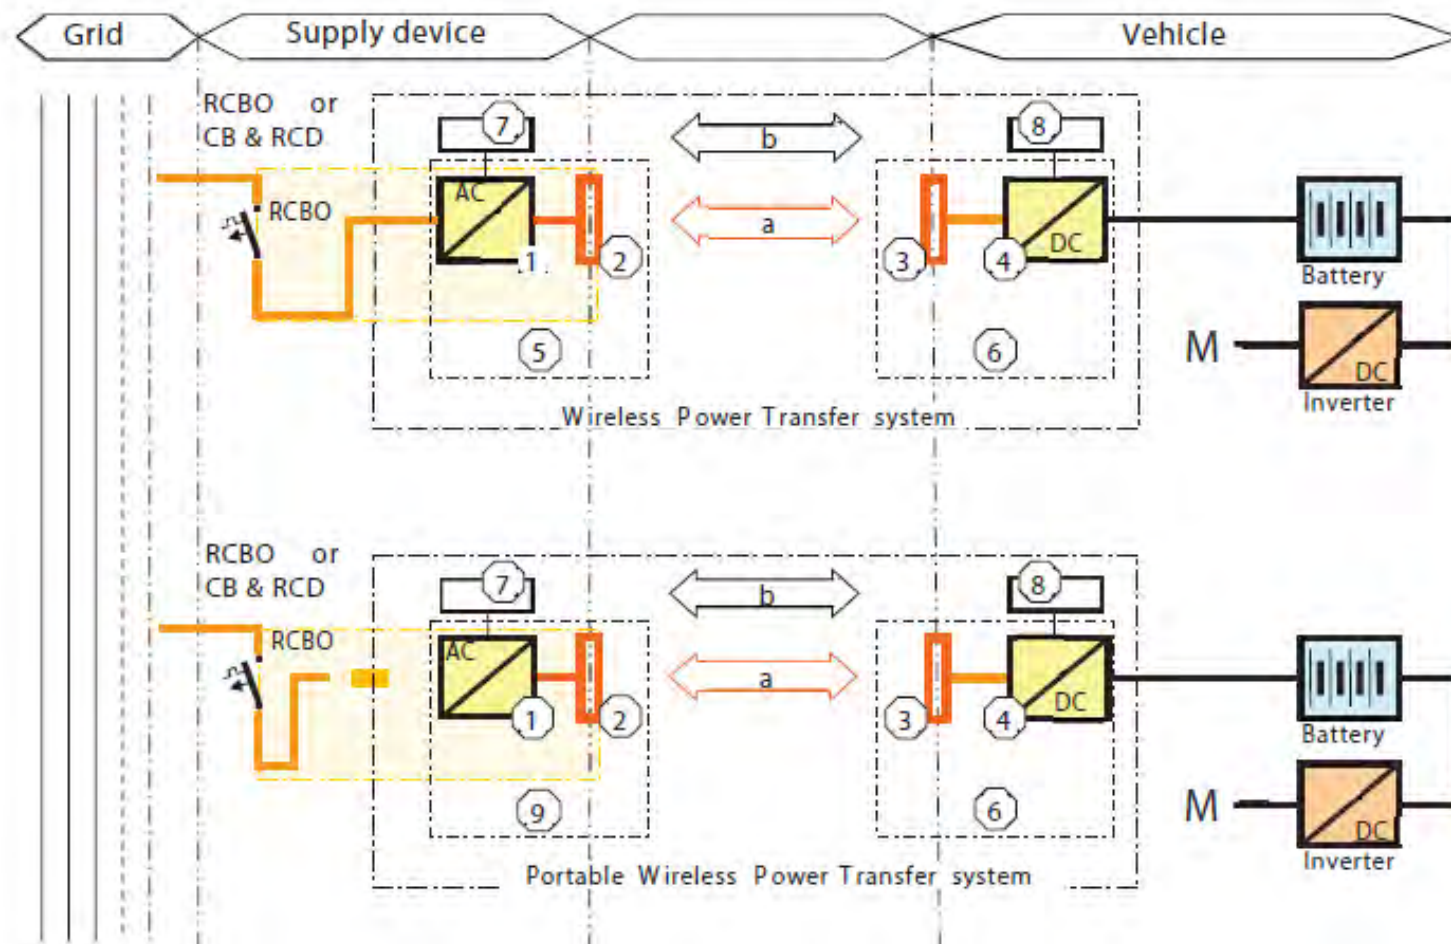 Grid
Supply device
Vehicle
RCBO or
CB & RCD
RCBO
7
AC
1
2
b
a
8
3
4
DC
Battery
5
6
M
DC
Inverter
Wireless Power Transfer system
RCBO or
CB & RCD
RCBO
7
AC
1
2
b
a
8
3
4
DC
Battery
9
6
M
DC
Inverter
Portable Wireless Power Transfer system